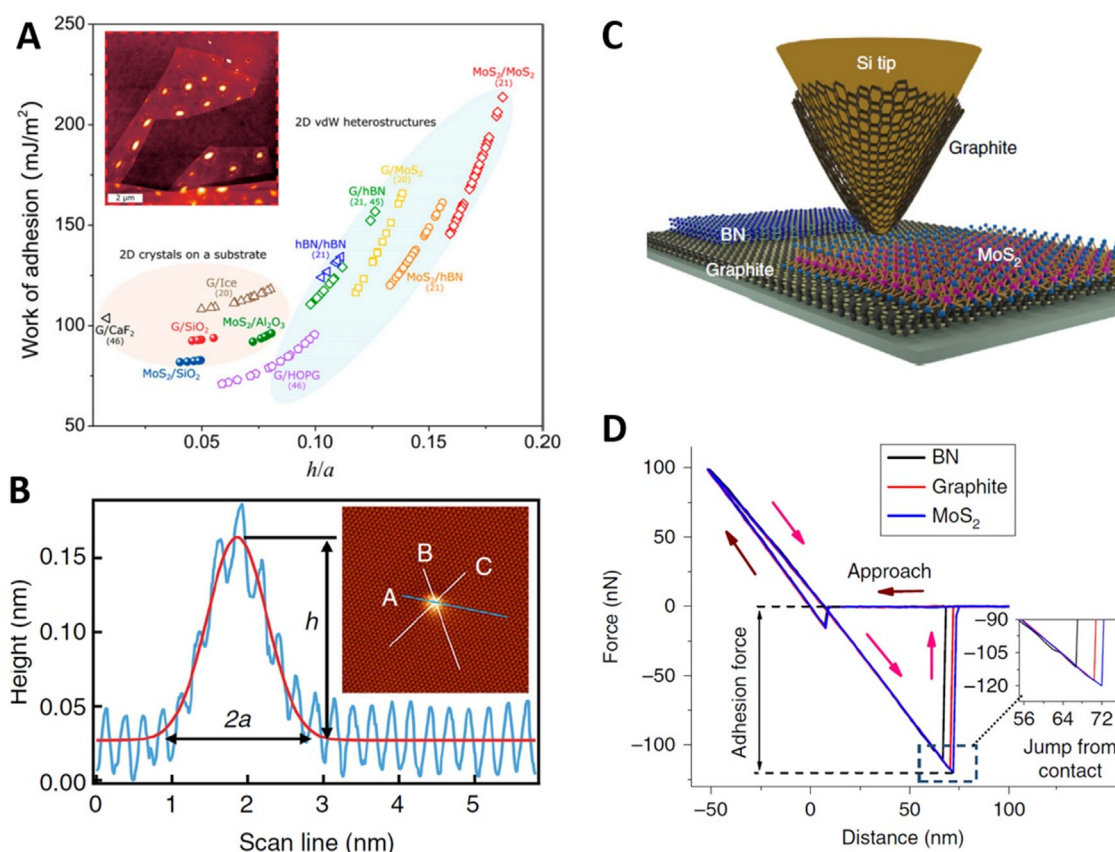 A
250
200
150
100
50
Work of adhesion (mJ/m²)
2 µm
MoS₂/MoS₂
(21)
2D vdW heterostructures
G/MoS₂
(20)
G/hBN
(21, 45)
hBN/hBN
(21)
MoS₂/hBN
(21)
2D crystals on a substrate
G/Ice
(20)
G/CaF₂
(46)
G/SiO₂
MoS₂/Al₂O₃
MoS₂/SiO₂
G/HOPG
(46)
0.05
0.10
0.15
0.20
h/a
B
0.15
0.10
0.05
0.00
Height (nm)
h
2a
A
B
C
0
1
2
3
4
5
Scan line (nm)
C
Si tip
Graphite
BN
Graphite
MoS₂
D
100
50
0
−50
−100
Force (nN)
BN
Graphite
MoS₂
Approach
Adhesion force
−90
−105
−120
56
64
72
Jump from
contact
−50
0
50
100
Distance (nm)